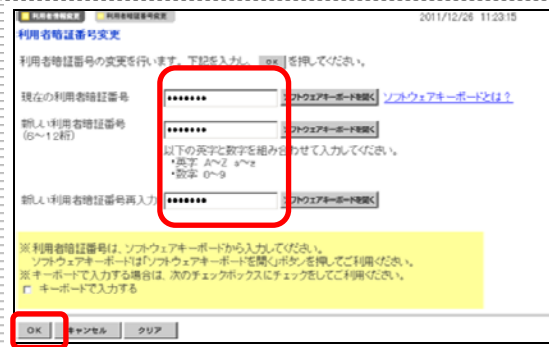 利用者情報変更 利用者暗証番号変更 2011/12/26 11:23:15
利用者暗証番号変更
利用者暗証番号の変更を行います。下記を入力し、 OK を押してください。
現在の利用者暗証番号 ●●●●●●● ソフトウェアキーボードを開く ソフトウェアキーボードとは？
新しい利用者暗証番号 ●●●●●●● ソフトウェアキーボードを開く
(6～12桁)
以下の英字と数字を組み合わせて入力してください。
・英字 A～Z a～z
・数字 0～9
新しい利用者暗証番号再入力 ●●●●●●● ソフトウェアキーボードを開く
※利用者暗証番号は、ソフトウェアキーボードから入力してください。
ソフトウェアキーボードは「ソフトウェアキーボードを開く」ボタンを押してご利用ください。
※キーボードで入力する場合は、次のチェックボックスにチェックをしてご利用ください。
キーボードで入力する
OK キャンセル クリア